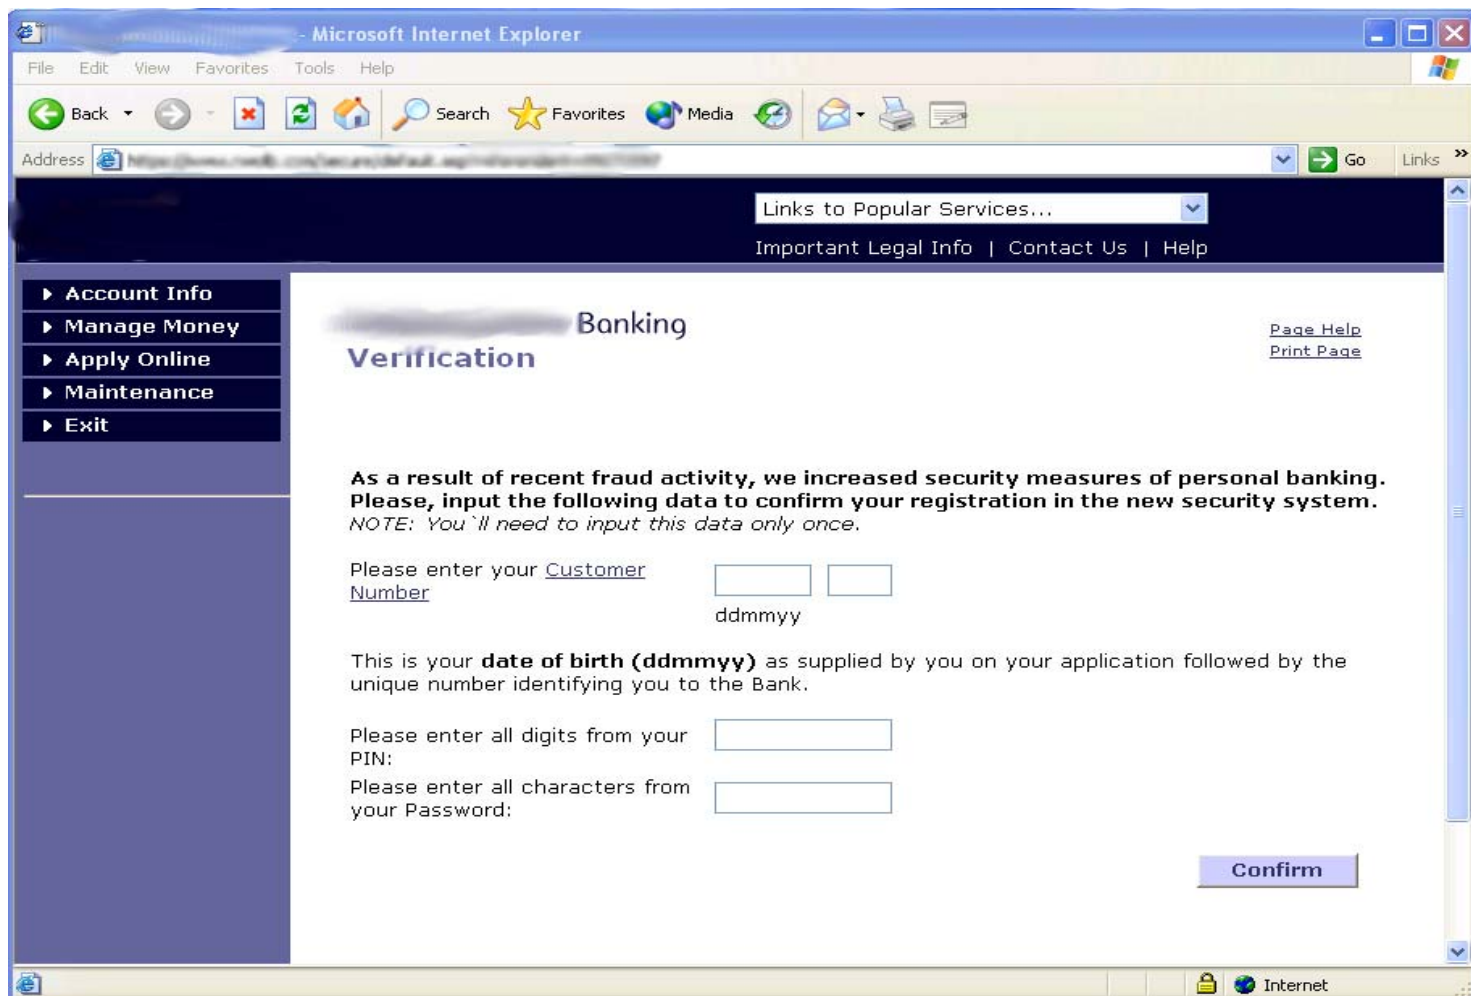 - Microsoft Internet Explorer
File Edit View Favorites Tools Help
Back Search Favorites Media
Address Go Links »
Links to Popular Services...
Important Legal Info | Contact Us | Help
Account Info
Manage Money
Apply Online
Maintenance
Exit
Banking
Verification
Page Help
Print Page
As a result of recent fraud activity, we increased security measures of personal banking.
Please, input the following data to confirm your registration in the new security system.
NOTE: You`ll need to input this data only once.
Please enter your Customer
Number
ddmmyy
This is your date of birth (ddmmyy) as supplied by you on your application followed by the
unique number identifying you to the Bank.
Please enter all digits from your
PIN:
Please enter all characters from
your Password:
Confirm
Internet